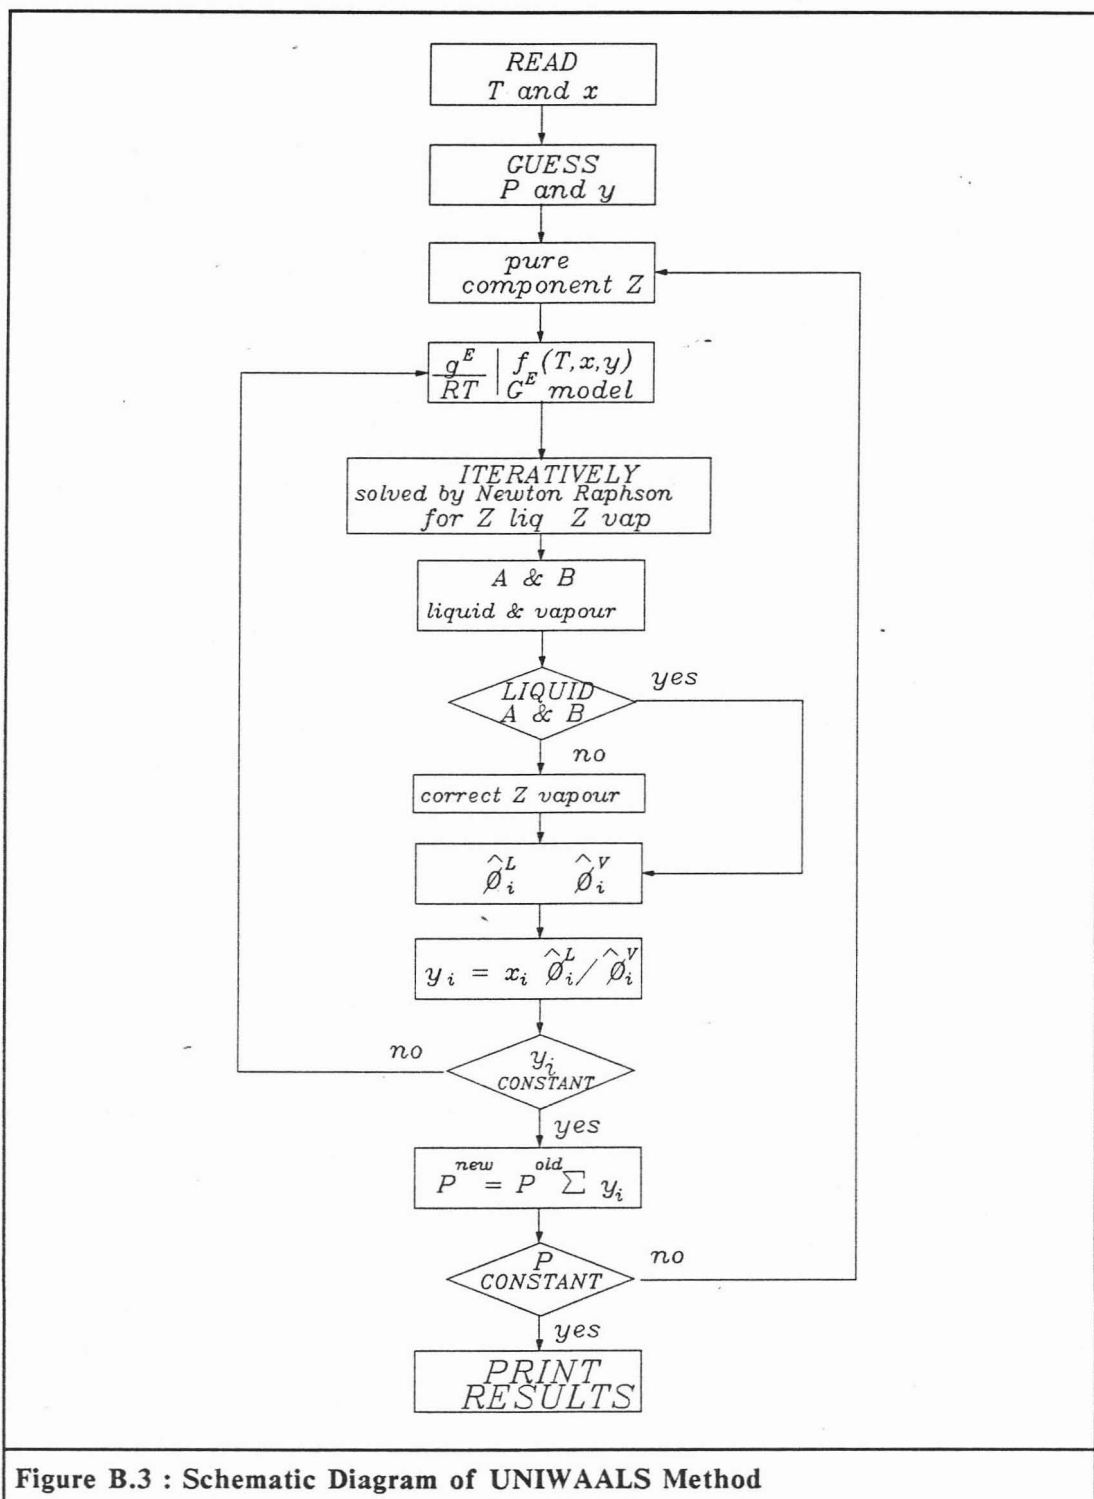 READ
T and x
GUESS
P and y
pure
component Z
g^E/RT | f (T,x,y)
G^E model
ITERATIVELY
solved by Newton Raphson
for Z liq Z vap
A & B
liquid & vapour
LIQUID
A & B
yes
no
correct Z vapour
∅̂_i^L ∅̂_i^V
y_i = x_i ∅̂_i^L / ∅̂_i^V
y_i
CONSTANT
no
yes
P^new = P^old Σ y_i
P
CONSTANT
no
yes
PRINT
RESULTS
Figure B.3 : Schematic Diagram of UNIWAALS Method